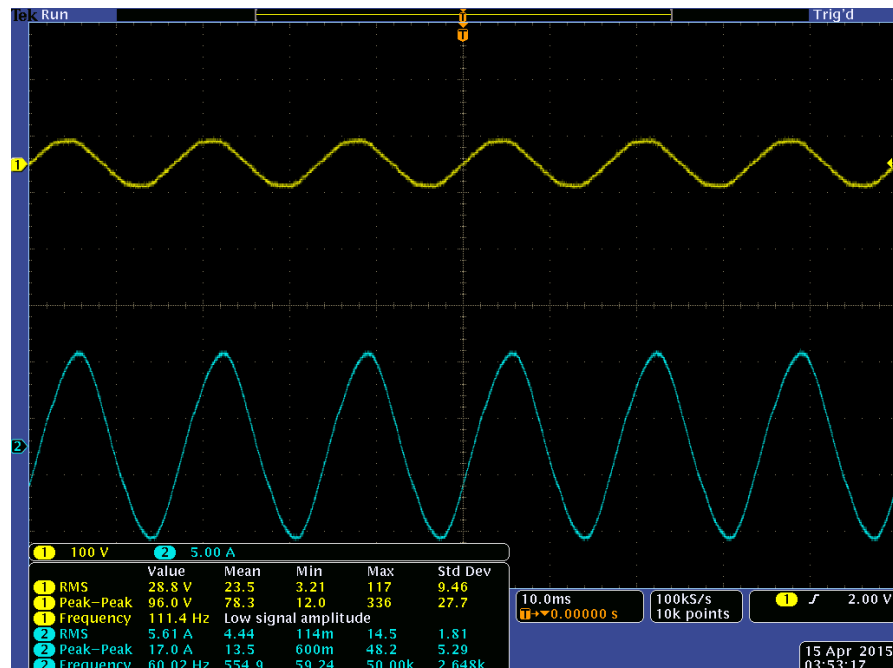 Tek Run Trig'd
T
T
1
2
1 100 V 2 5.00 A
Value Mean Min Max Std Dev
1 RMS 28.8 V 23.5 3.21 117 9.46
1 Peak-Peak 96.0 V 78.3 12.0 336 27.7
1 Frequency 111.4 Hz Low signal amplitude
2 RMS 5.61 A 4.44 114m 14.5 1.81
2 Peak-Peak 17.0 A 13.5 600m 48.2 5.29
2 Frequency 60.02 Hz 554.9 59.24 50.00k 2.648k
10.0ms
T→▼0.00000 s
100kS/s
10k points
1 ʃ 2.00 V
15 Apr 2015
03:53:17